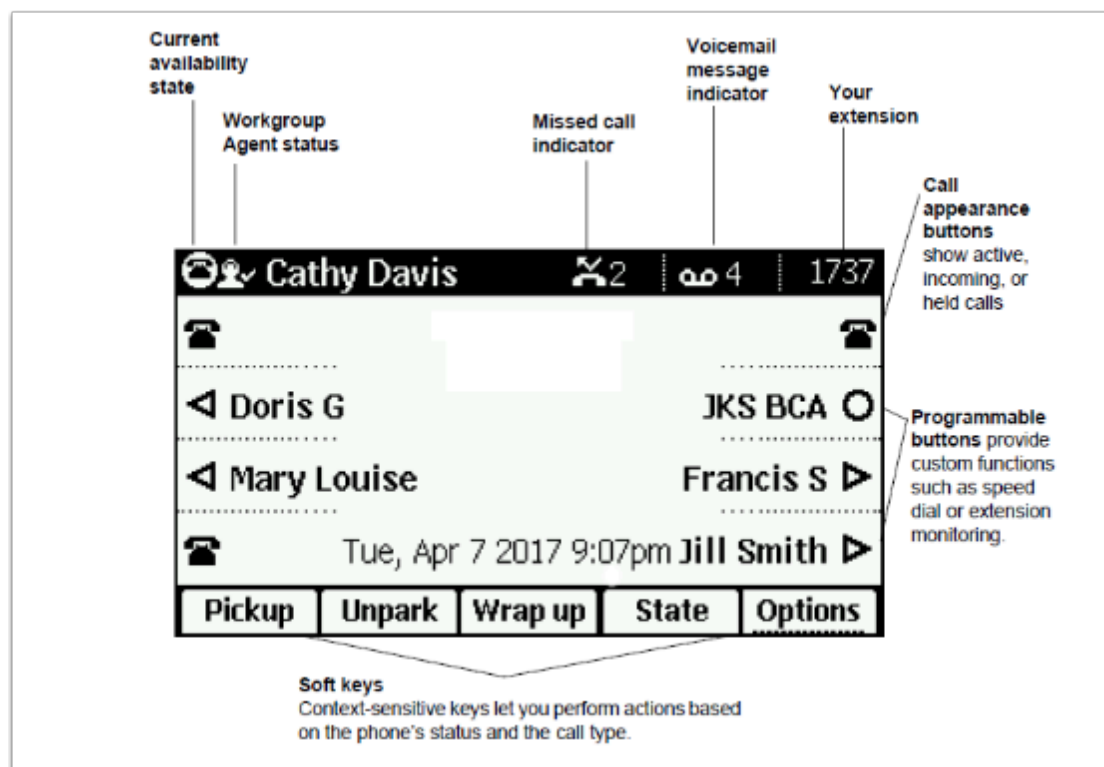 Current
availability
state
Workgroup
Agent status
Missed call
indicator
Voicemail
message
indicator
Your
extension
Call
appearance
buttons
show active,
incoming, or
held calls
Cathy Davis 2 4 1737
Doris G JKS BCA
Mary Louise Francis S
Tue, Apr 7 2017 9:07pm Jill Smith
Programmable
buttons provide
custom functions
such as speed
dial or extension
monitoring.
Pickup Unpark Wrap up State Options
Soft keys
Context-sensitive keys let you perform actions based
on the phone's status and the call type.